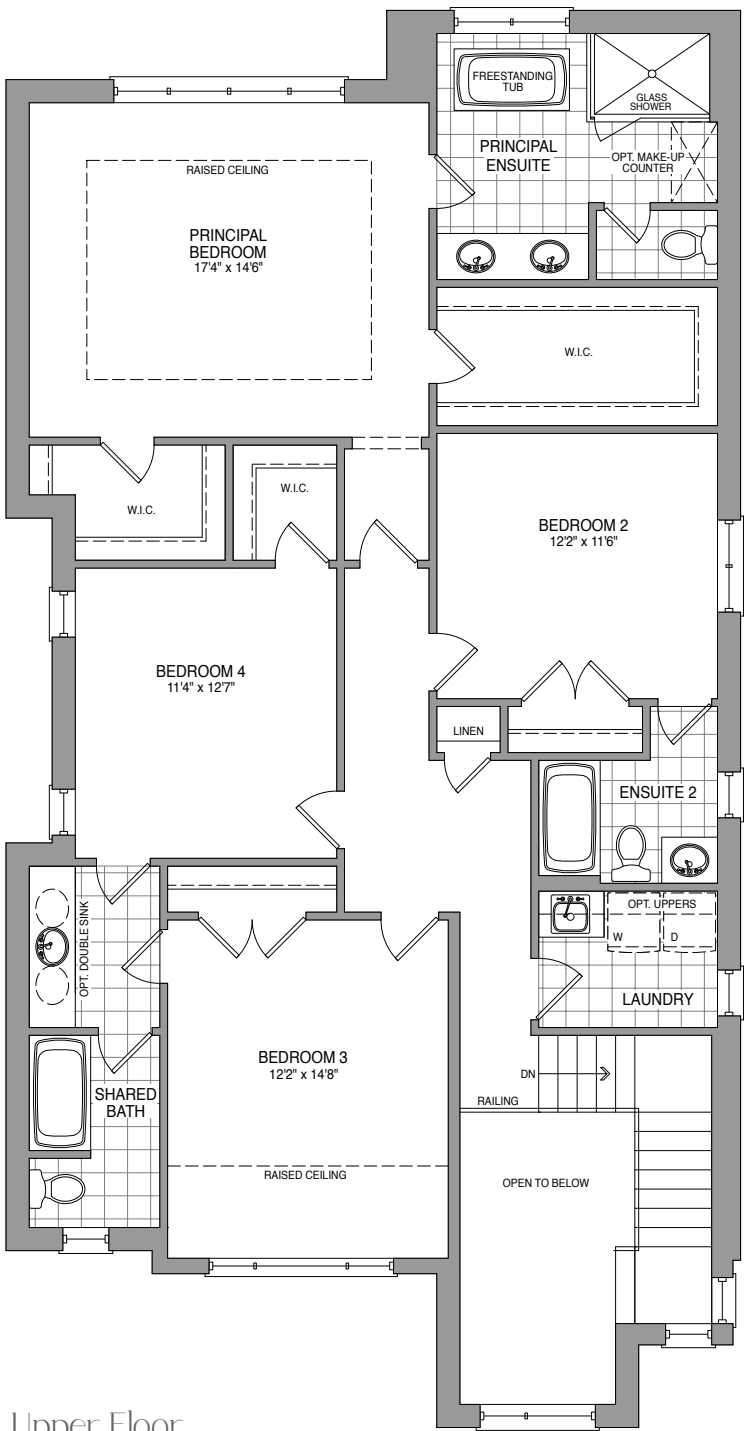 FREESTANDING
TUB
GLASS
SHOWER
PRINCIPAL
ENSUITE
OPT. MAKE-UP
COUNTER
RAISED CEILING
PRINCIPAL
BEDROOM
17'4" x 14'6"
W.I.C.
W.I.C.
W.I.C.
BEDROOM 2
12'2" x 11'6"
BEDROOM 4
11'4" x 12'7"
LINEN
ENSUITE 2
OPT. DOUBLE SINK
OPT. UPPERS
W
D
LAUNDRY
BEDROOM 3
12'2" x 14'8"
SHARED
BATH
DN
RAILING
RAISED CEILING
OPEN TO BELOW
Upper Floor